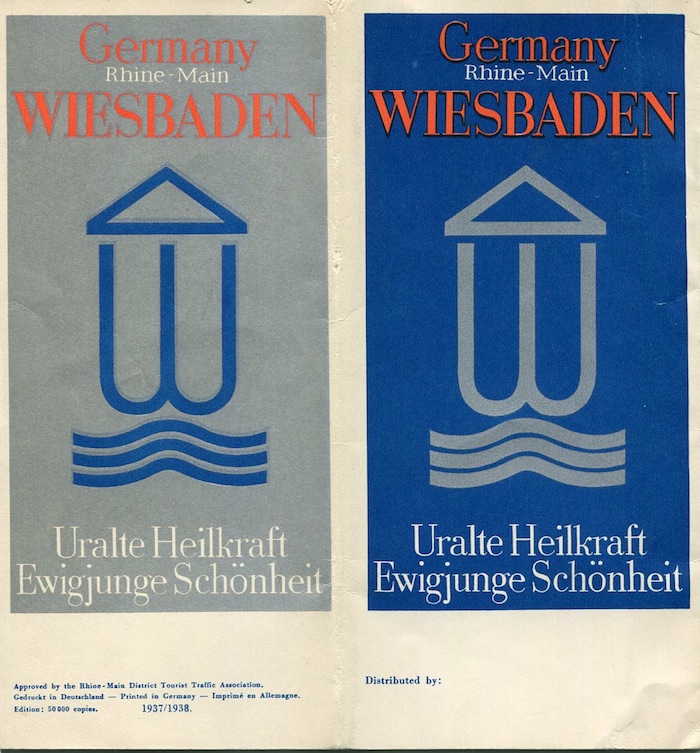 Germany
Rhine - Main
WIESBADEN
Uralte Heilkraft
Ewigjunge Schönheit
Approved by the Rhine-Main District Tourist Traffic Association.
Gedruckt in Deutschland — Printed in Germany — Imprimé en Allemagne.
Edition: 50 000 copies. 1937/1938.
Germany
Rhine - Main
WIESBADEN
Uralte Heilkraft
Ewigjunge Schönheit
Distributed by: